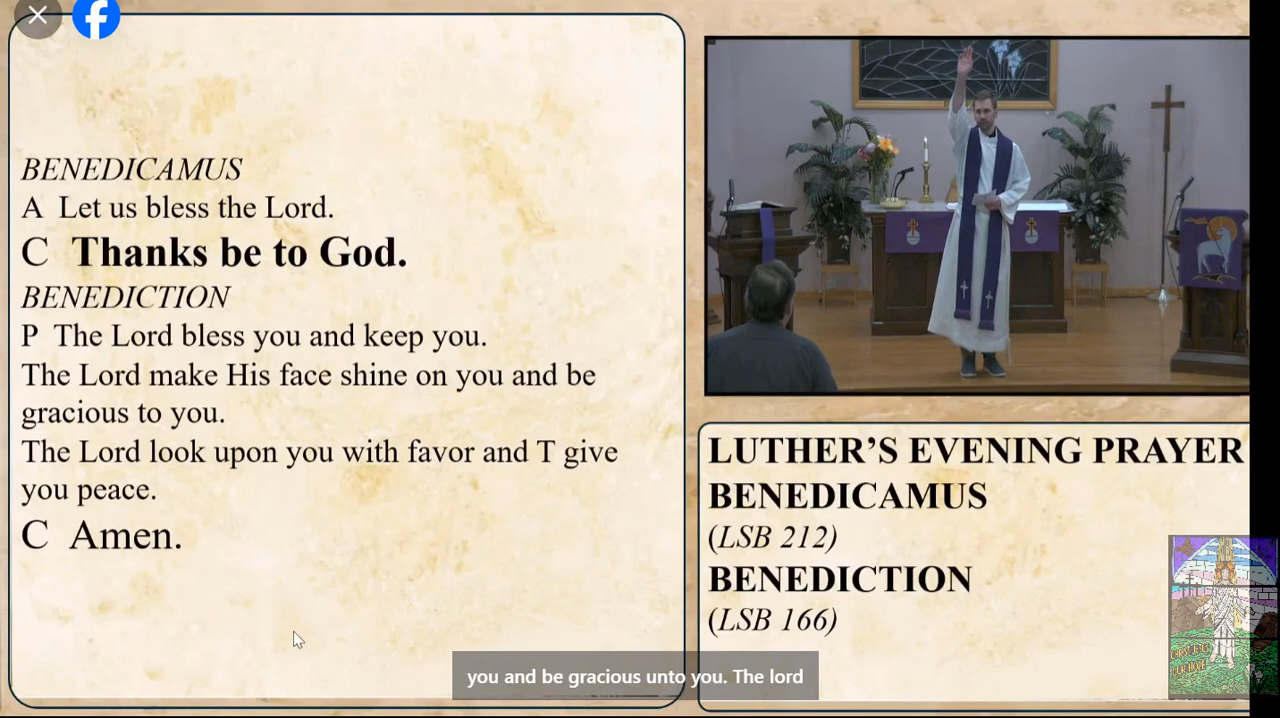 BENEDICAMUS
A Let us bless the Lord.
C Thanks be to God.
BENEDICTION
P The Lord bless you and keep you.
The Lord make His face shine on you and be
gracious to you.
The Lord look upon you with favor and T give
you peace.
C Amen.
LUTHER’S EVENING PRAYER
BENEDICAMUS
(LSB 212)
BENEDICTION
(LSB 166)
you and be gracious unto you. The lord